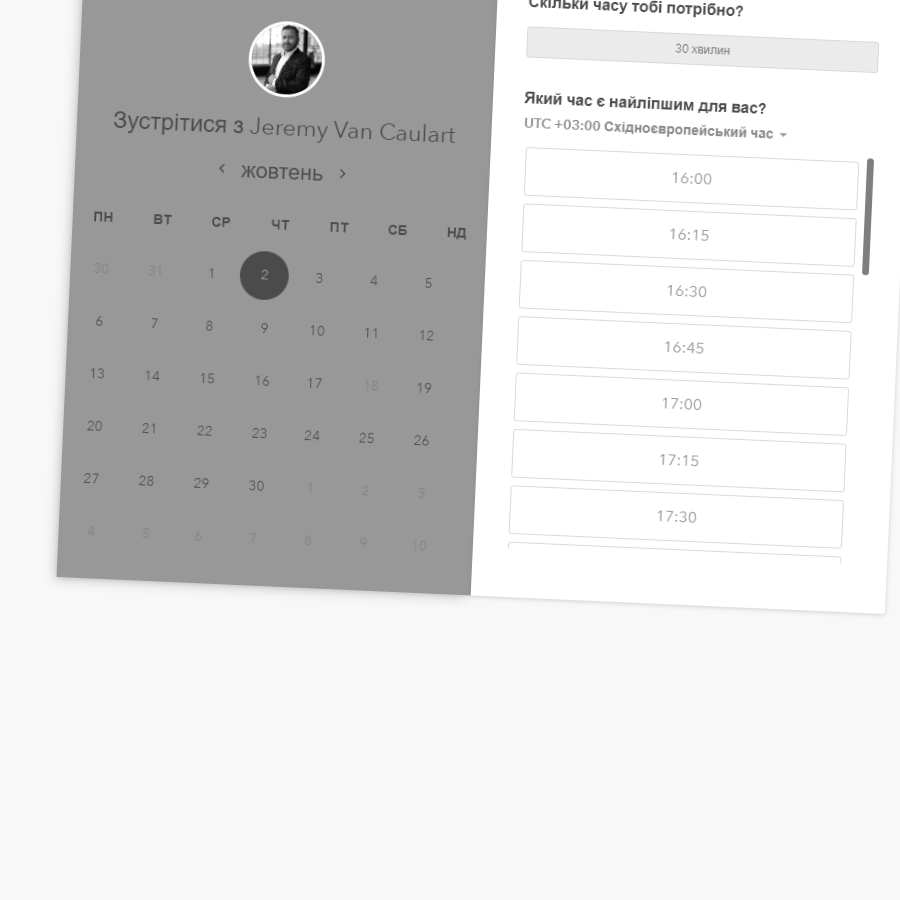 Зустрітися з Jeremy Van Caulart
жовтень
ПН ВТ СР ЧТ ПТ СБ НД
30 31 1 2 3 4 5
6 7 8 9 10 11 12
13 14 15 16 17 18 19
20 21 22 23 24 25 26
27 28 29 30 1 2 3
4 5 6 7 8 9 10
Скільки часу тобі потрібно?
30 хвилин
Який час є найліпшим для вас?
UTC +03:00 Східноєвропейський час
16:00
16:15
16:30
16:45
17:00
17:15
17:30